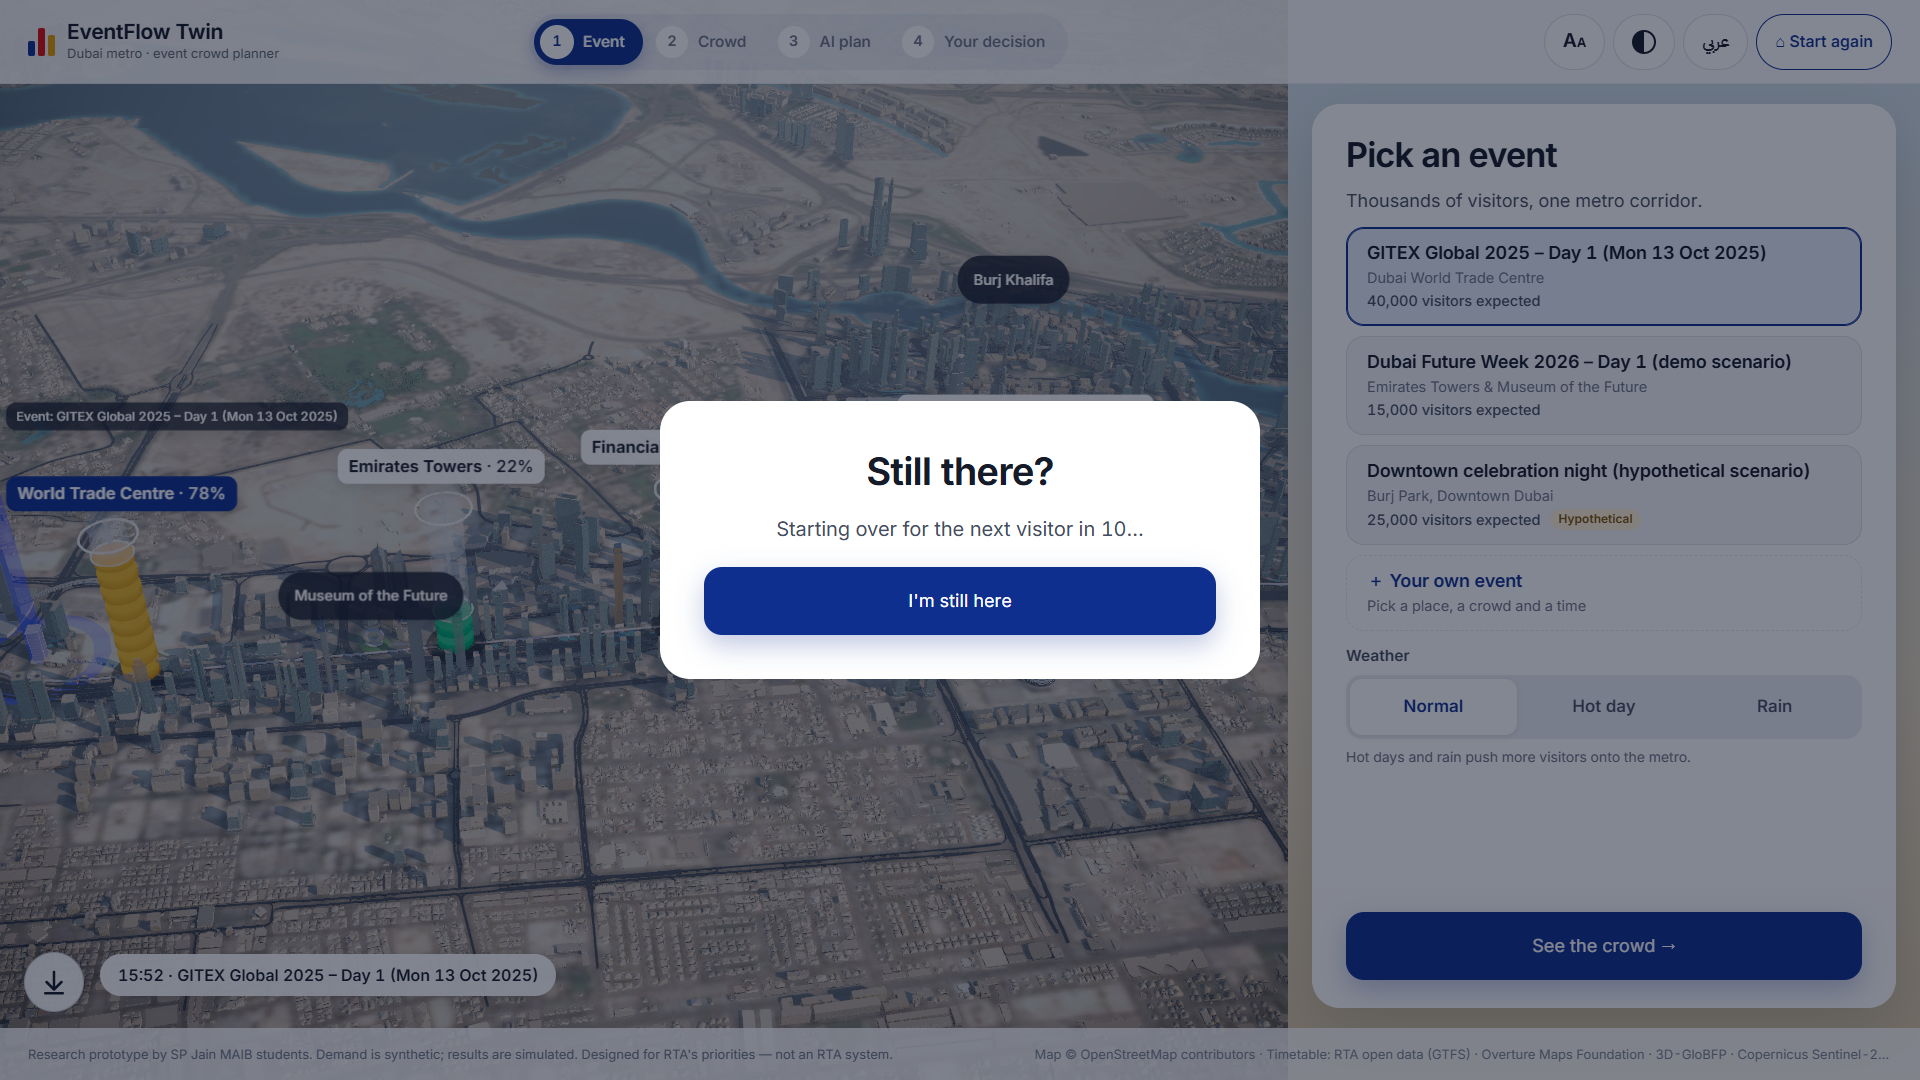 EventFlow Twin
Dubai metro · event crowd planner
1 Event
2 Crowd
3 AI plan
4 Your decision
AA
عربي
⌂ Start again
Burj Khalifa
Event: GITEX Global 2025 – Day 1 (Mon 13 Oct 2025)
Emirates Towers · 22%
Financia
World Trade Centre · 78%
Museum of the Future
15:52 · GITEX Global 2025 – Day 1 (Mon 13 Oct 2025)
Still there?
Starting over for the next visitor in 10...
I'm still here
Pick an event
Thousands of visitors, one metro corridor.
GITEX Global 2025 – Day 1 (Mon 13 Oct 2025)
Dubai World Trade Centre
40,000 visitors expected
Dubai Future Week 2026 – Day 1 (demo scenario)
Emirates Towers & Museum of the Future
15,000 visitors expected
Downtown celebration night (hypothetical scenario)
Burj Park, Downtown Dubai
25,000 visitors expected Hypothetical
+ Your own event
Pick a place, a crowd and a time
Weather
Normal Hot day Rain
Hot days and rain push more visitors onto the metro.
See the crowd →
Research prototype by SP Jain MAIB students. Demand is synthetic; results are simulated. Designed for RTA's priorities — not an RTA system.
Map © OpenStreetMap contributors · Timetable: RTA open data (GTFS) · Overture Maps Foundation · 3D-GloBFP · Copernicus Sentinel-2...